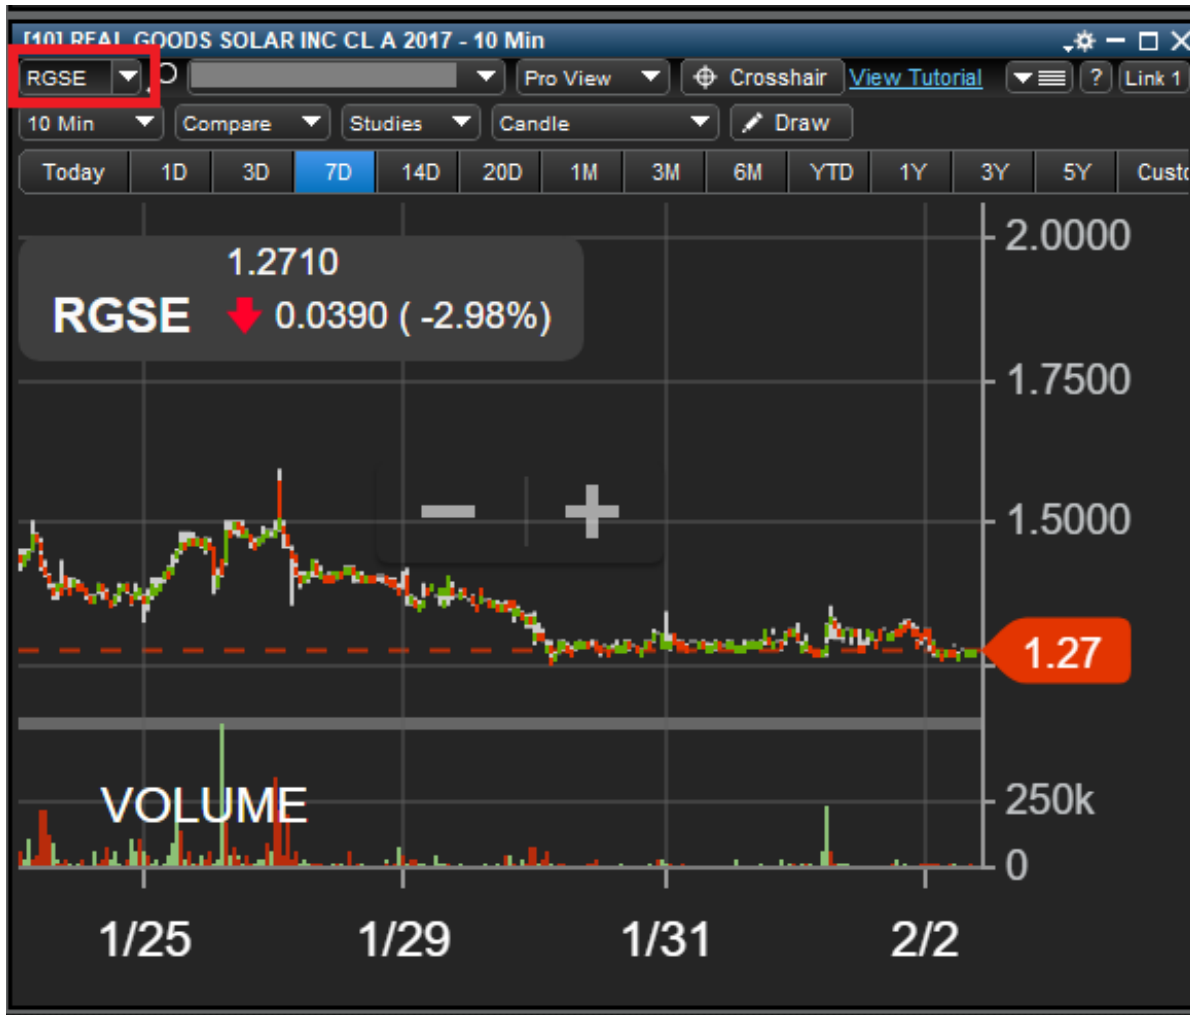 [10] REAL GOODS SOLAR INC CL A 2017 - 10 Min
RGSE Pro View Crosshair View Tutorial ? Link 1
10 Min Compare Studies Candle Draw
Today 1D 3D 7D 14D 20D 1M 3M 6M YTD 1Y 3Y 5Y
2.0000
1.2710
RGSE 0.0390 ( -2.98%)
1.7500
1.5000
1.27
VOLUME
250k
0
1/25 1/29 1/31 2/2